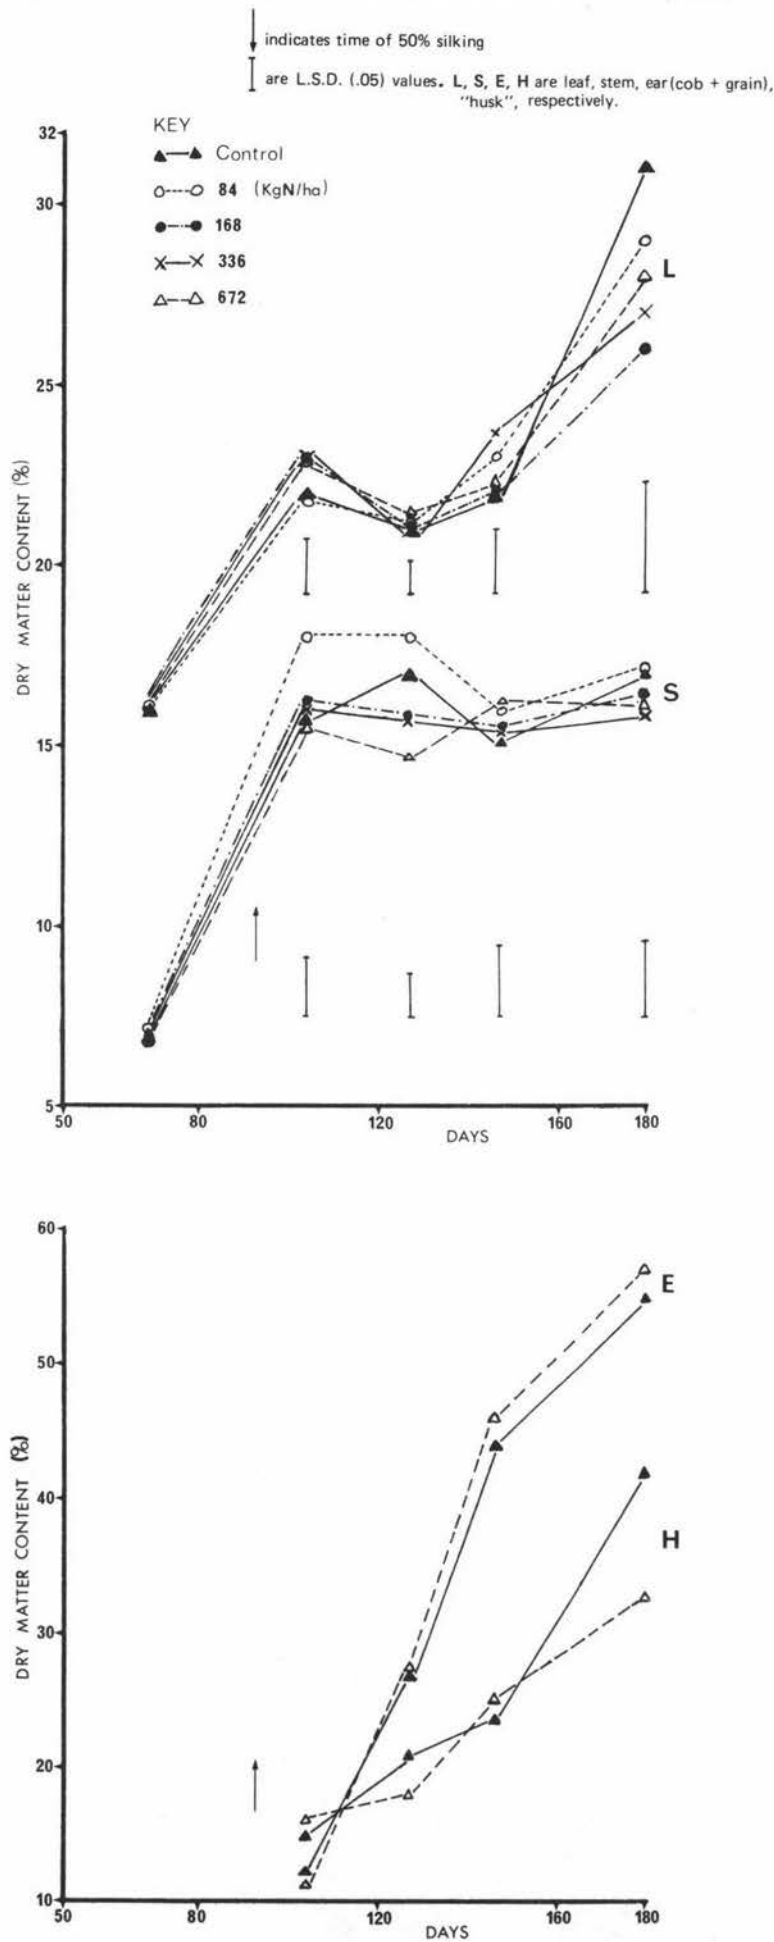 indicates time of 50% silking
are L.S.D. (.05) values. L, S, E, H are leaf, stem, ear(cob + grain),
"husk", respectively.
KEY
Control
84 (KgN/ha)
168
336
672
32
30
25
20
15
10
5
DRY MATTER CONTENT (%)
L
S
50 80 120 160 180
DAYS
60
50
40
30
20
10
DRY MATTER CONTENT (%)
E
H
50 80 120 160 180
DAYS